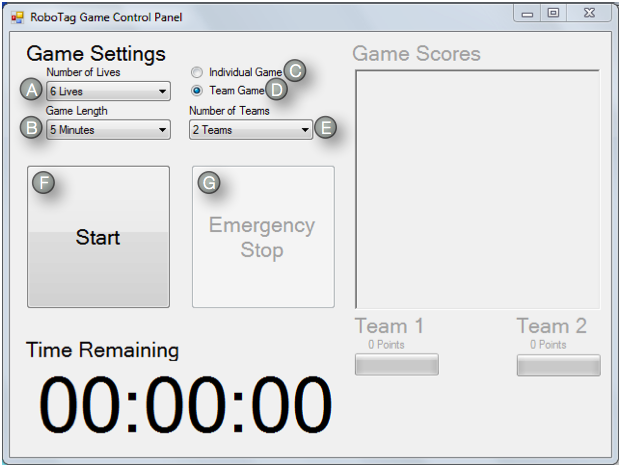 RoboTag Game Control Panel
Game Settings
Number of Lives
A 6 Lives
Individual Game C
Team Game D
Game Length
B 5 Minutes
Number of Teams
2 Teams E
F
Start
G
Emergency
Stop
Time Remaining
00:00:00
Game Scores
Team 1
0 Points
Team 2
0 Points